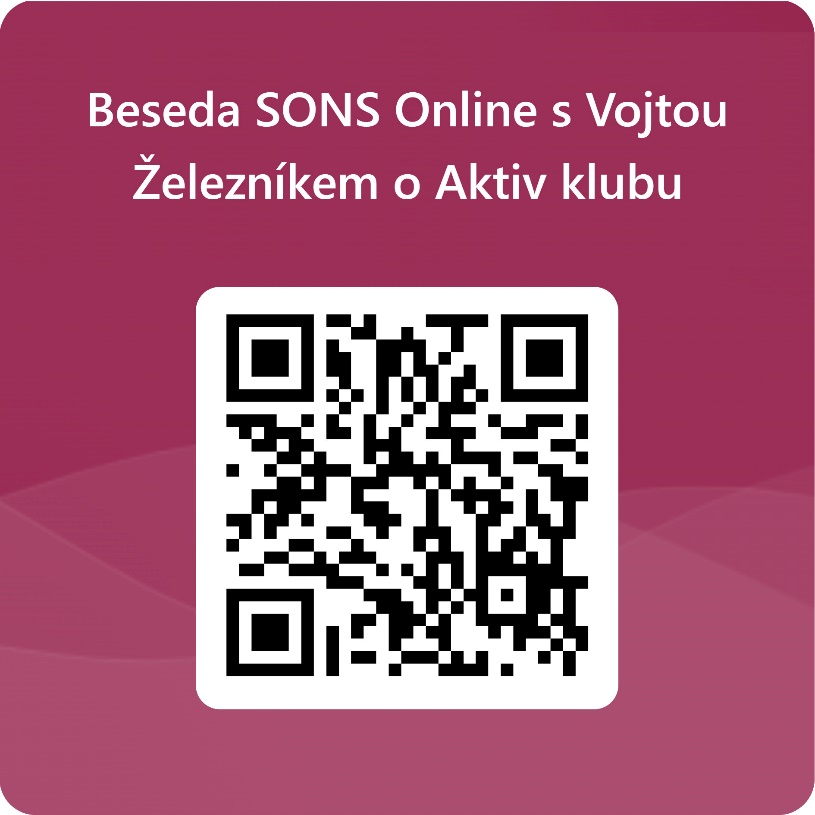 Beseda SONS Online s Vojtou
Železníkem o Aktiv klubu